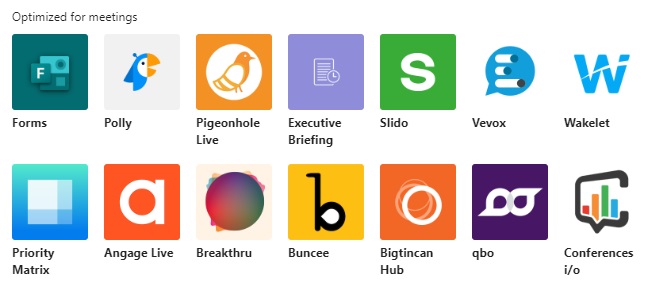 Optimized for meetings
F S
Forms Polly Pigeonhole Live Executive Briefing Slido Vevox Wakelet
a b
Priority Matrix Angage Live Breakthru Buncee Bigtincan Hub qbo Conferences i/o